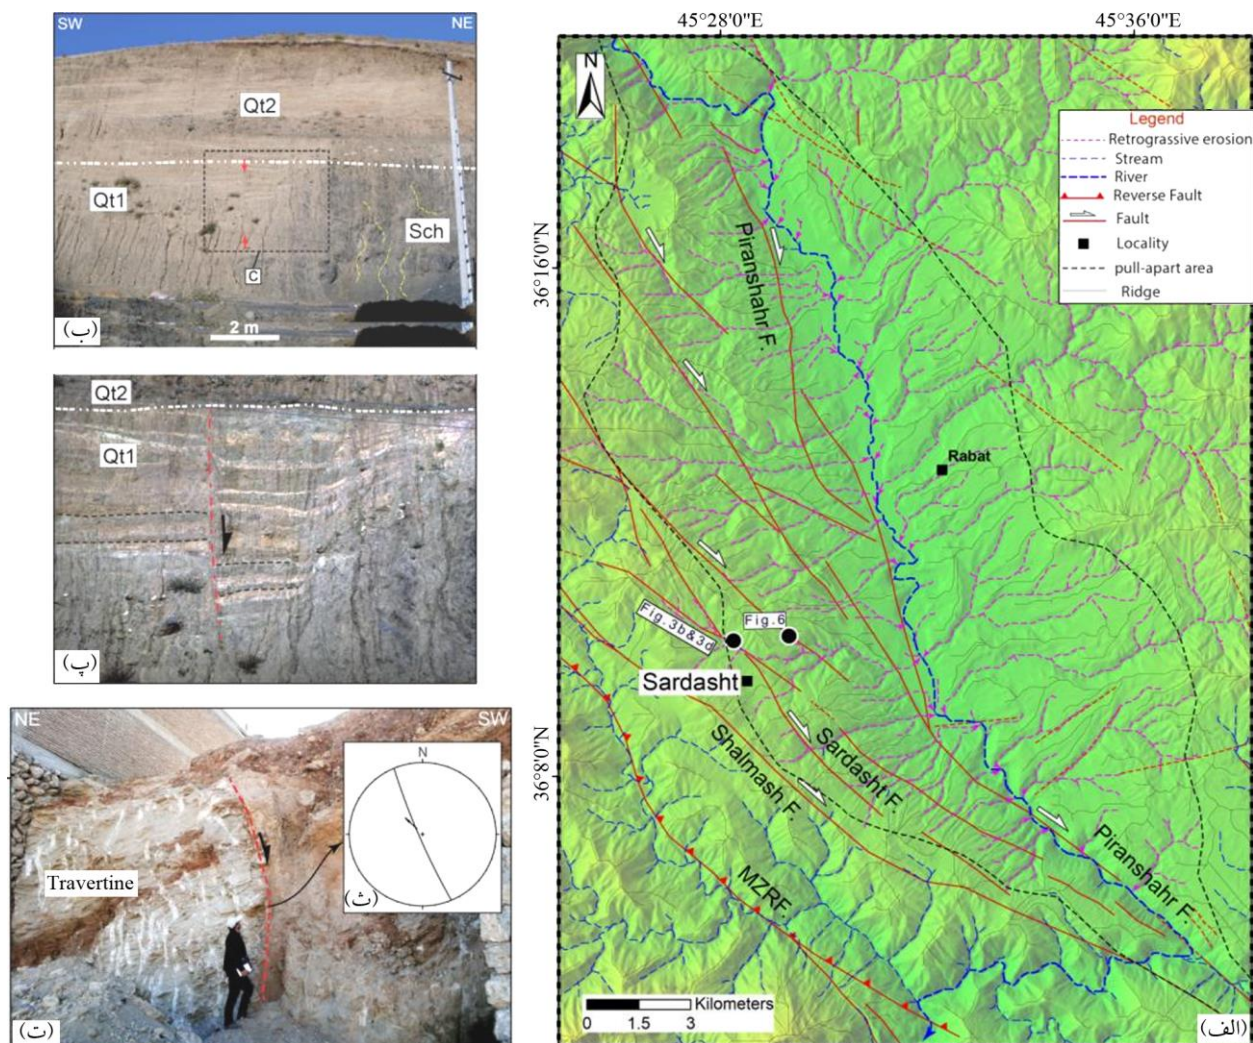 SW
NE
Qt2
Qt1
Sch
C
2 m
(ب)
Qt2
Qt1
(پ)
NE
SW
N
Travertine
(ث)
(ت)
45°28'0"E
45°36'0"E
36°16'0"N
36°8'0"N
N
Legend
Retrograssive erosion
Stream
River
Reverse Fault
Fault
Locality
pull-apart area
Ridge
Piranshahr F.
Rabat
Fig.3b&3d
Fig.6
Sardasht
Sardasht F.
Shalmash F.
Piranshahr F.
MZRF.
Kilometers
0 1.5 3
(الف)